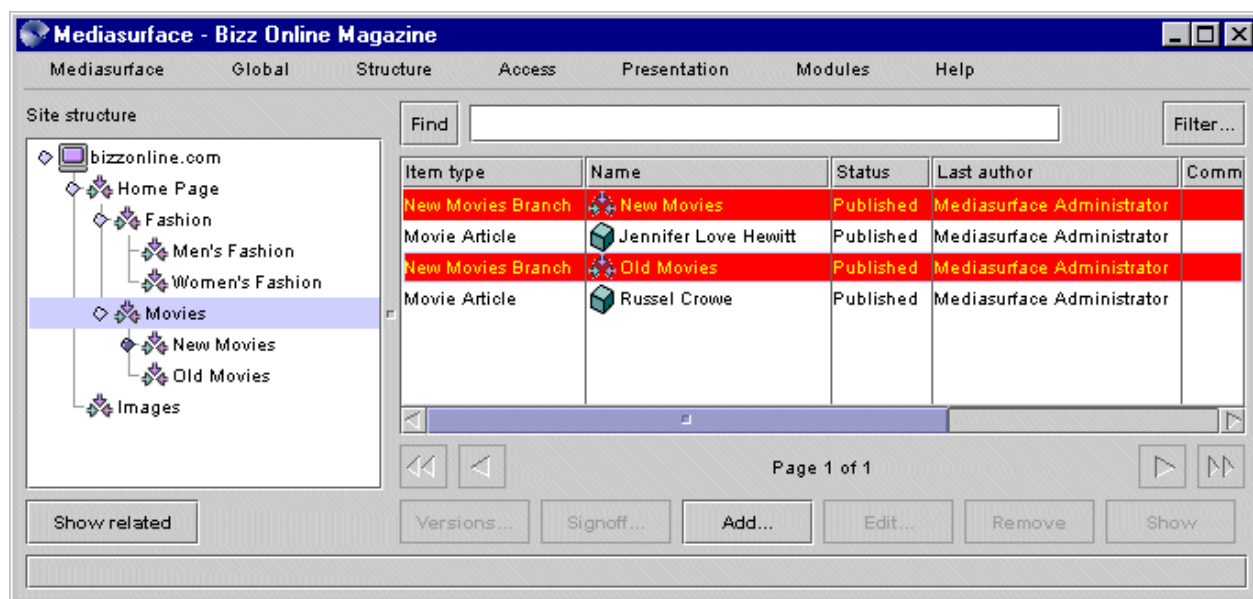 Mediasurface - Bizz Online Magazine
Mediasurface Global Structure Access Presentation Modules Help
Site structure
bizzonline.com
Home Page
Fashion
Men's Fashion
Women's Fashion
Movies
New Movies
Old Movies
Images
Show related
Find Filter...
Item type Name Status Last author Comm
New Movies Branch New Movies Published Mediasurface Administrator
Movie Article Jennifer Love Hewitt Published Mediasurface Administrator
New Movies Branch Old Movies Published Mediasurface Administrator
Movie Article Russel Crowe Published Mediasurface Administrator
Page 1 of 1
Versions... Signoff... Add... Edit... Remove Show